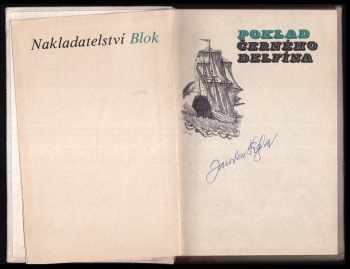 Nakladatelství Blok
POKLAD
ČERNÉHO
DELFÍNA